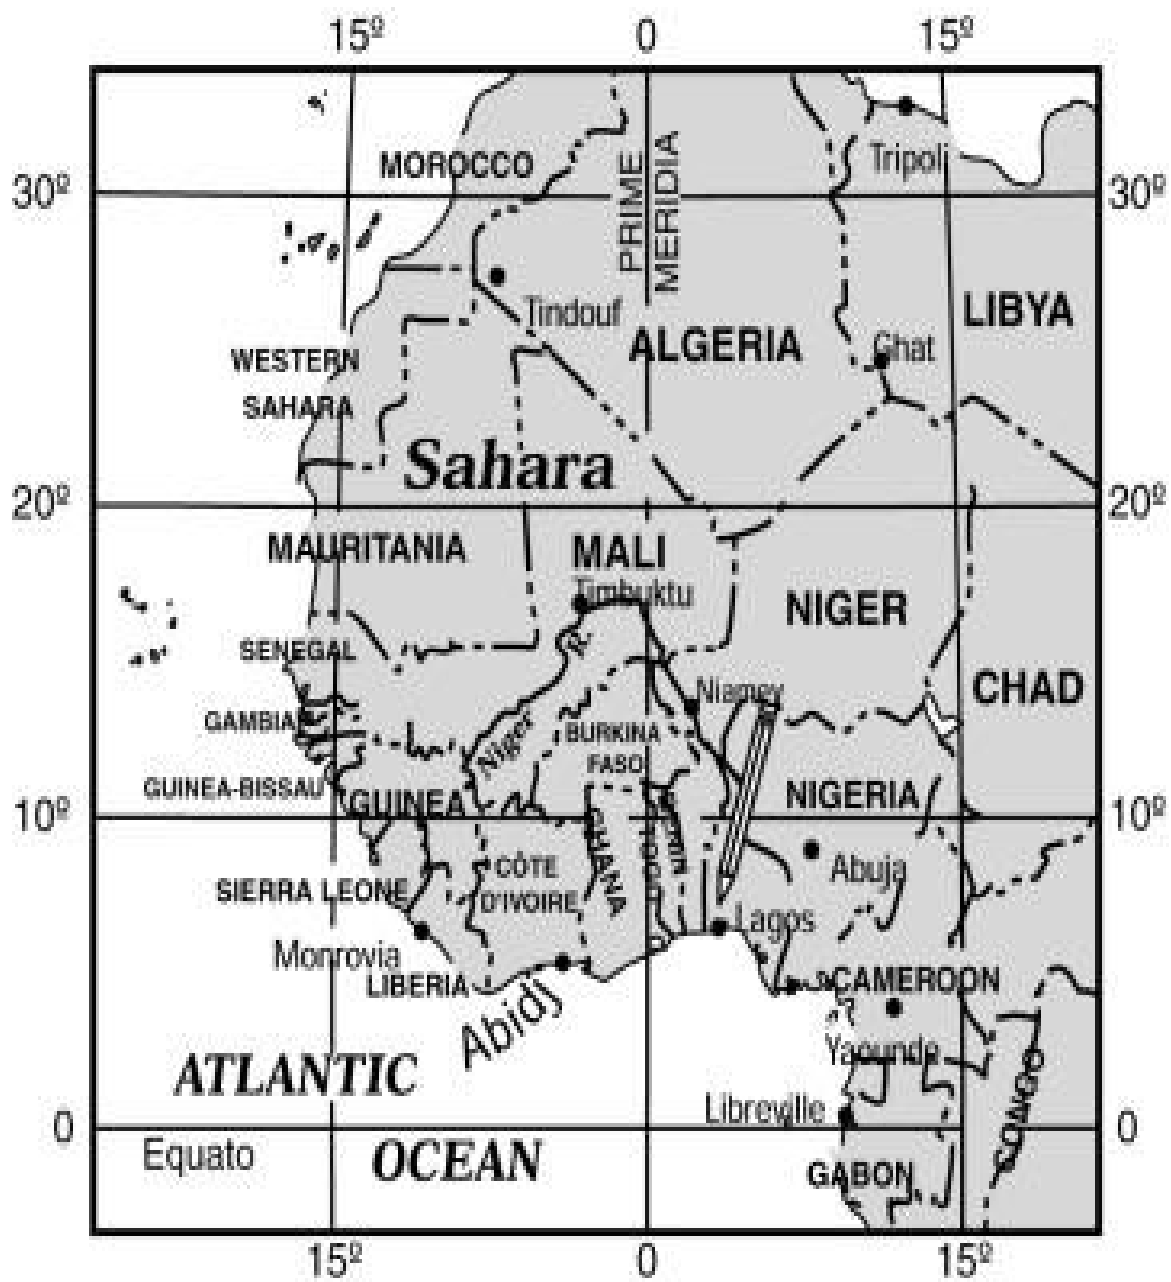 15º 0 15º
Tripoli
MOROCCO
30º 30º
PRIME
MERIDIA
Tindouf
LIBYA
ALGERIA
Ghat
WESTERN
SAHARA
Sahara
20º 20º
MAURITANIA
MALI
Timbuktu
NIGER
R.
SENEGAL
CHAD
Niamey
GAMBIA
Niger
BURKINA
FASO
GUINEA-BISSAU
GUINEA
NIGERIA
10º 10º
GHANA
TOGO
BENIN
CÔTE
D'IVOIRE
Abuja
SIERRA LEONE
Lagos
Monrovia
LIBERIA
CAMEROON
Abidj
Yaounde
ATLANTIC
CONGO
Libreville
0 0
Equato
OCEAN
GABON
15º 0 15º